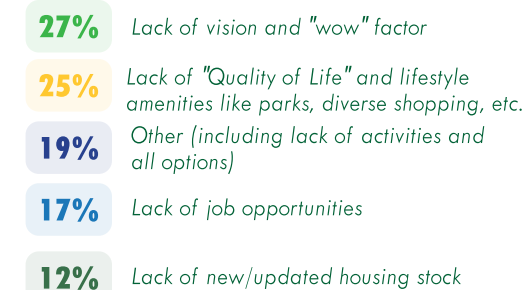 27% Lack of vision and "wow" factor
25% Lack of "Quality of Life" and lifestyle
amenities like parks, diverse shopping, etc.
19% Other (including lack of activities and
all options)
17% Lack of job opportunities
12% Lack of new/updated housing stock